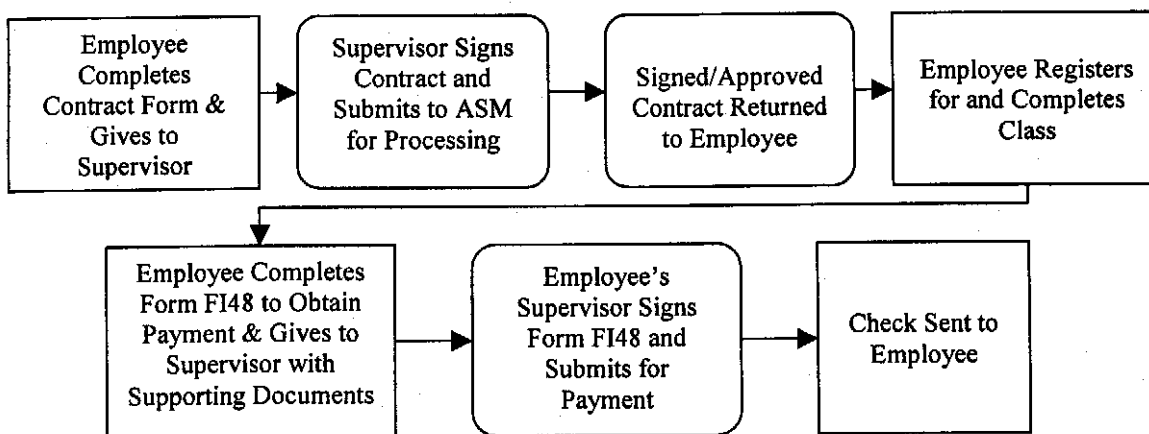 Employee
Completes
Contract Form &
Gives to
Supervisor
Supervisor Signs
Contract and
Submits to ASM
for Processing
Signed/Approved
Contract Returned
to Employee
Employee Registers
for and Completes
Class
Employee Completes
Form FI48 to Obtain
Payment & Gives to
Supervisor with
Supporting Documents
Employee's
Supervisor Signs
Form FI48 and
Submits for
Payment
Check Sent to
Employee